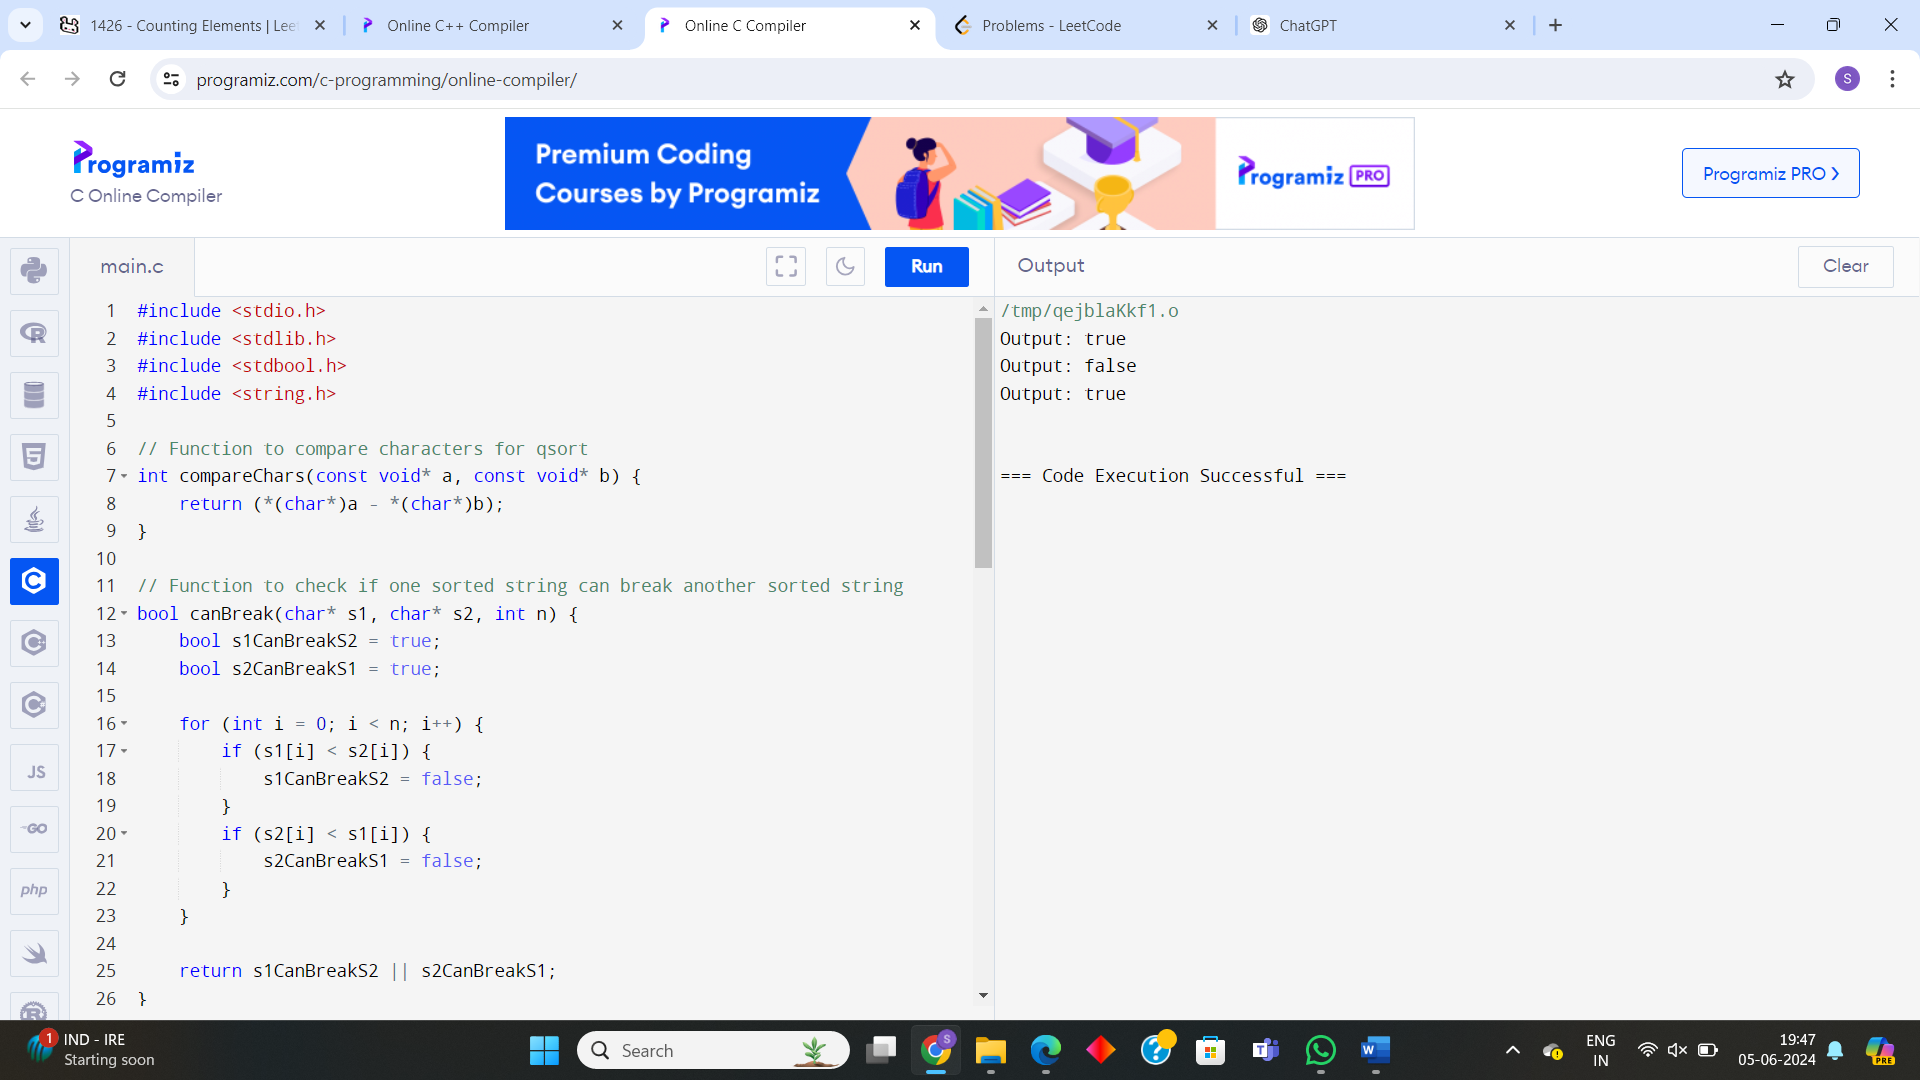 1426 - Counting Elements | Lee
Online C++ Compiler
Online C Compiler
Problems - LeetCode
ChatGPT
programiz.com/c-programming/online-compiler/
S
Programiz
C Online Compiler
Premium Coding
Courses by Programiz
Programiz PRO
Programiz PRO
main.c
Run
Output
Clear
1 #include <stdio.h>
2 #include <stdlib.h>
3 #include <stdbool.h>
4 #include <string.h>
5
6 // Function to compare characters for qsort
7 int compareChars(const void* a, const void* b) {
8     return (*(char*)a - *(char*)b);
9 }
10
11 // Function to check if one sorted string can break another sorted string
12 bool canBreak(char* s1, char* s2, int n) {
13     bool s1CanBreakS2 = true;
14     bool s2CanBreakS1 = true;
15
16     for (int i = 0; i < n; i++) {
17         if (s1[i] < s2[i]) {
18             s1CanBreakS2 = false;
19         }
20         if (s2[i] < s1[i]) {
21             s2CanBreakS1 = false;
22         }
23     }
24
25     return s1CanBreakS2 || s2CanBreakS1;
26 }
/tmp/qejblaKkf1.o
Output: true
Output: false
Output: true
=== Code Execution Successful ===
JS
GO
php
1
IND - IRE
Starting soon
Search
S
ENG
IN
19:47
05-06-2024
PRE